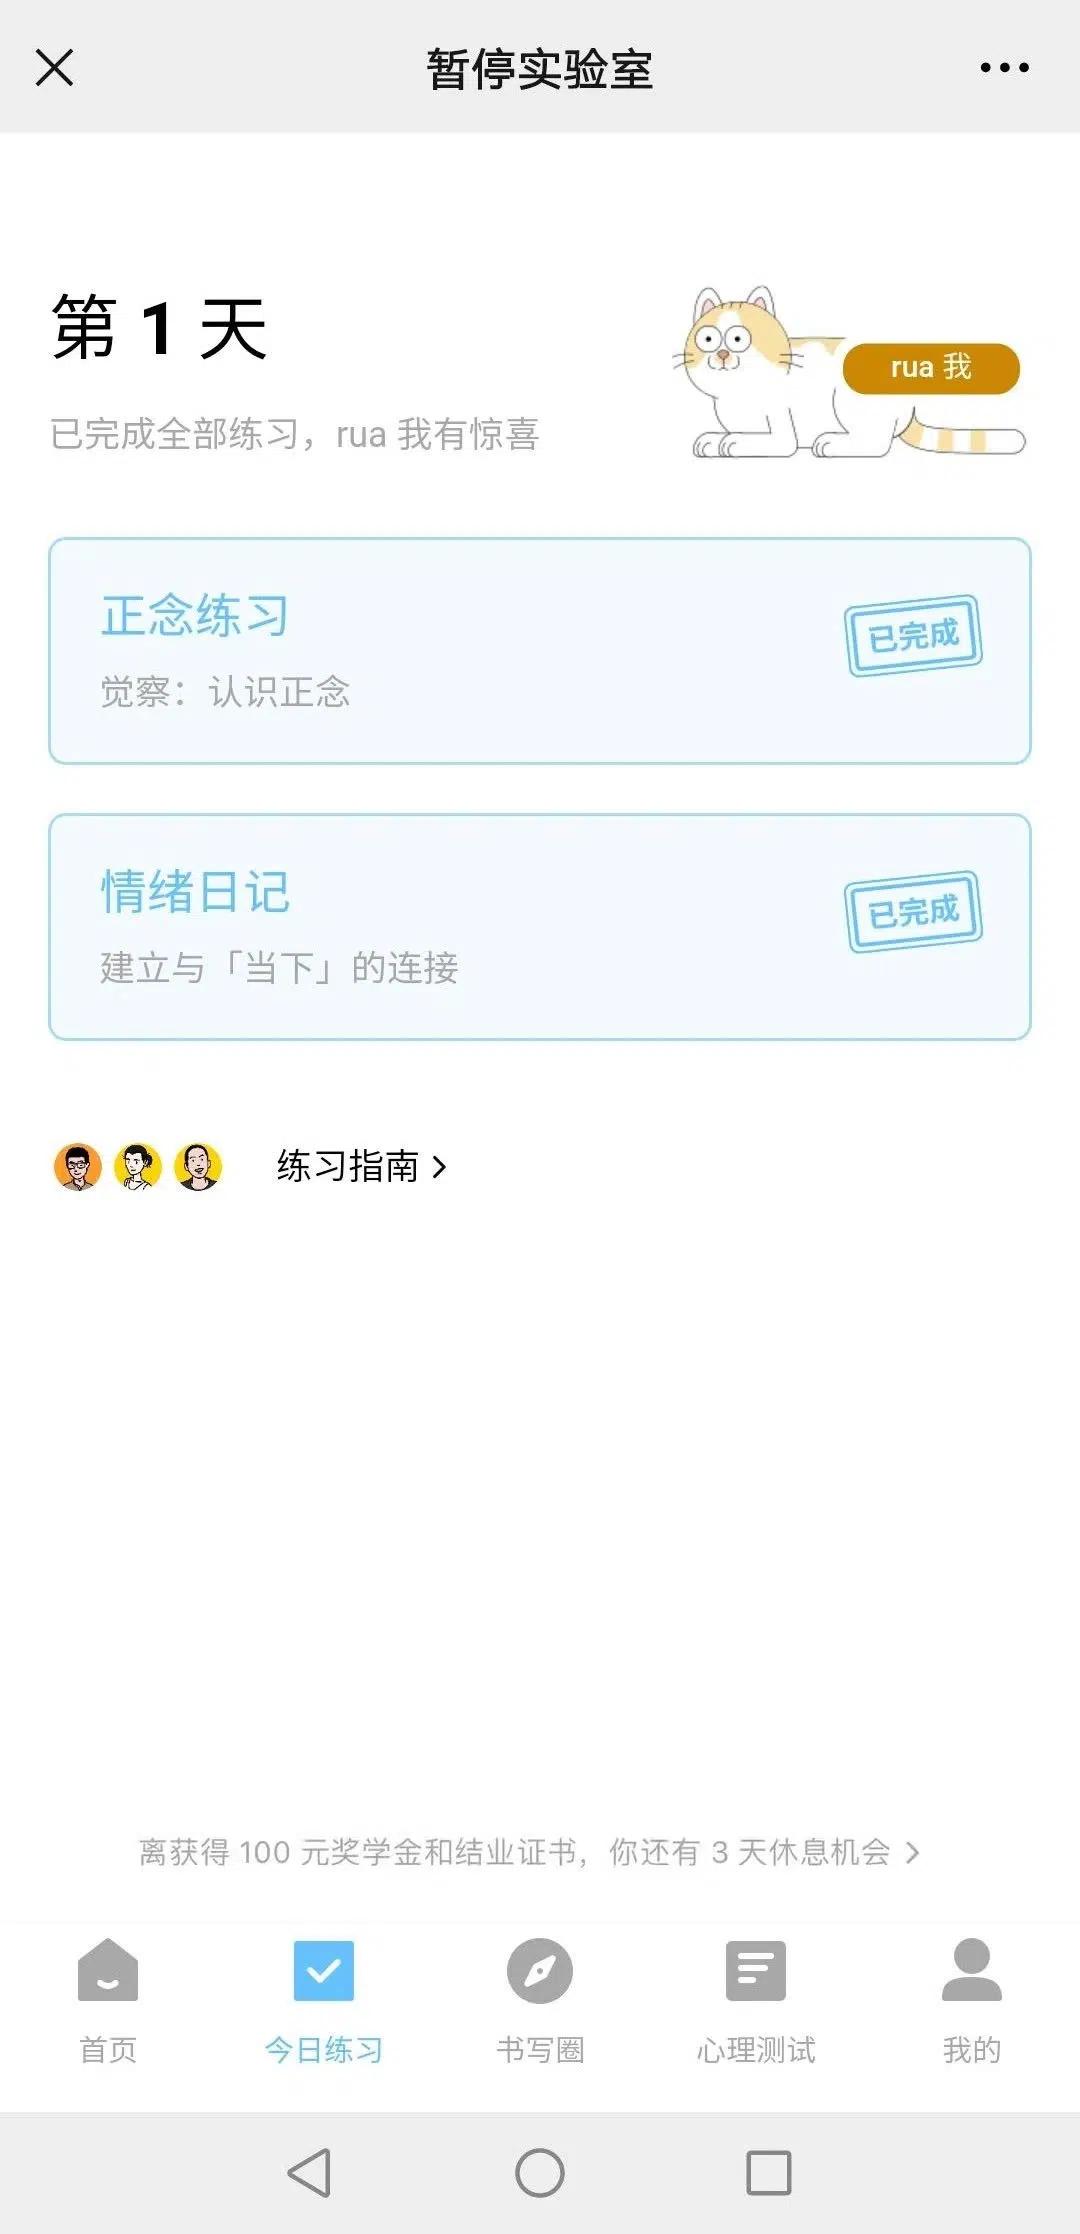 暂停实验室
第 1 天
已完成全部练习，rua 我有惊喜
rua 我
正念练习
已完成
觉察：认识正念
情绪日记
已完成
建立与「当下」的连接
练习指南
离获得 100 元奖学金和结业证书，你还有 3 天休息机会
首页
今日练习
书写圈
心理测试
我的